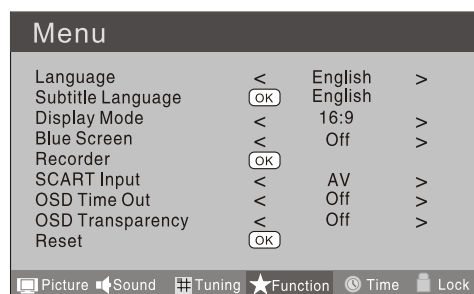 Menu
Language < English >
Subtitle Language OK English
Display Mode < 16:9 >
Blue Screen < Off >
Recorder OK
SCART Input < AV >
OSD Time Out < Off >
OSD Transparency < Off >
Reset OK
Picture Sound Tuning Function Time Lock